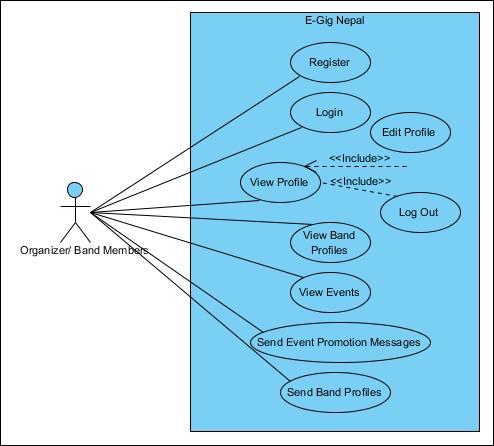 E-Gig Nepal
Register
Login
Edit Profile
<<Include>>
View Profile
<<Include>>
Log Out
Organizer/ Band Members
View Band
Profiles
View Events
Send Event Promotion Messages
Send Band Profiles